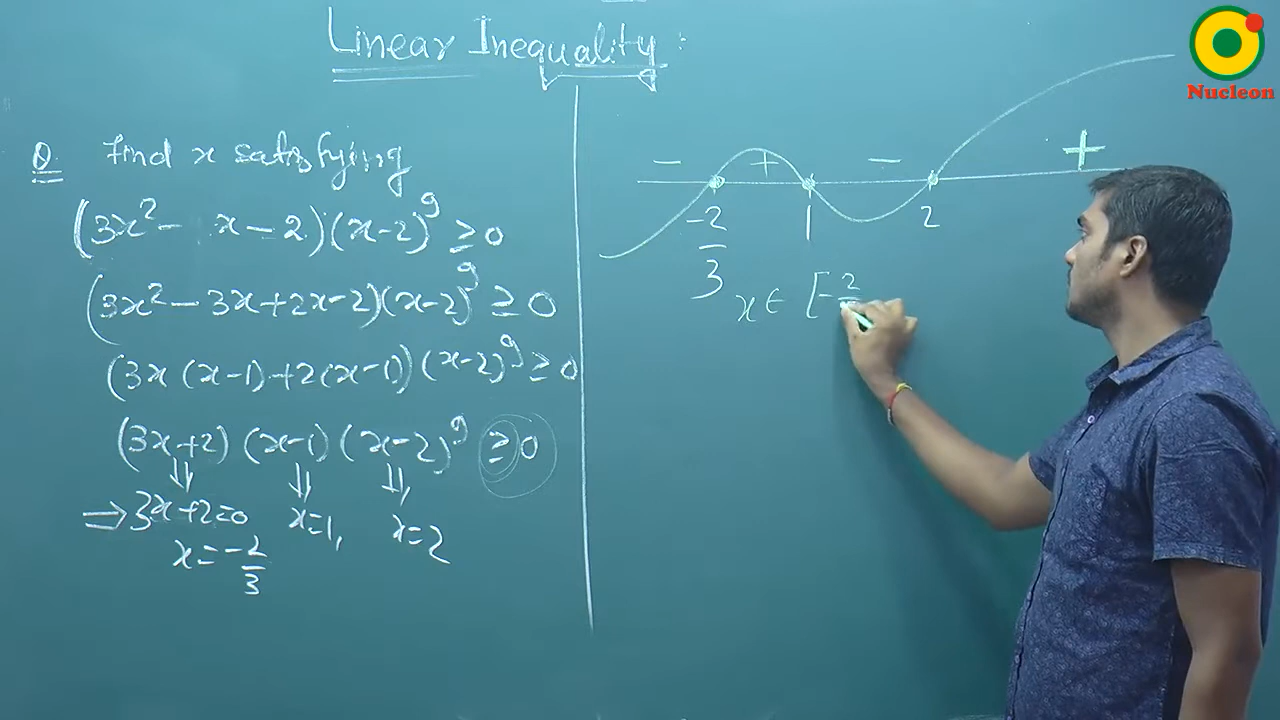 Linear Inequality :
Nucleon
Q. find x satisfying
(3x² - x - 2)(x-2)⁹ ≥ 0
(3x² - 3x + 2x - 2)(x-2)⁹ ≥ 0
(3x (x-1) + 2(x-1)) (x-2)⁹ ≥ 0
(3x+2) (x-1) (x-2)⁹ ≥ 0
⇓ ⇓ ⇓
⇒ 3x+2=0 x=1, x=2
x = -2/3
- + - +
-2/3 1 2
x ∈ [-2